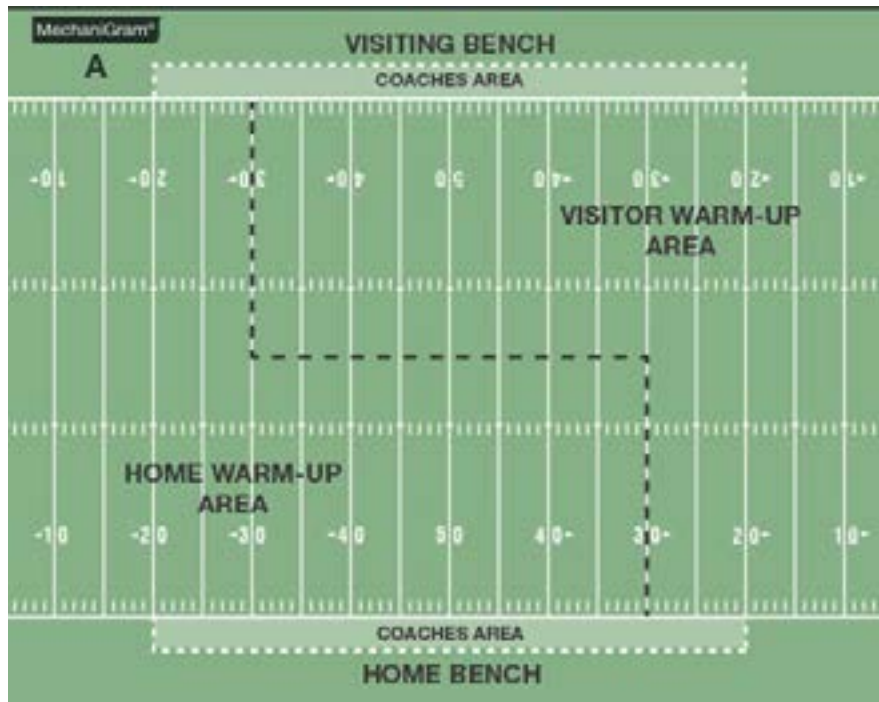 MechaniGram®
A
VISITING BENCH
COACHES AREA
-10 -20 -30 -40 50 40- 30- 20- 10-
VISITOR WARM-UP
AREA
HOME WARM-UP
AREA
-10 -20 -30 -40 50 40- 30- 20- 10-
COACHES AREA
HOME BENCH